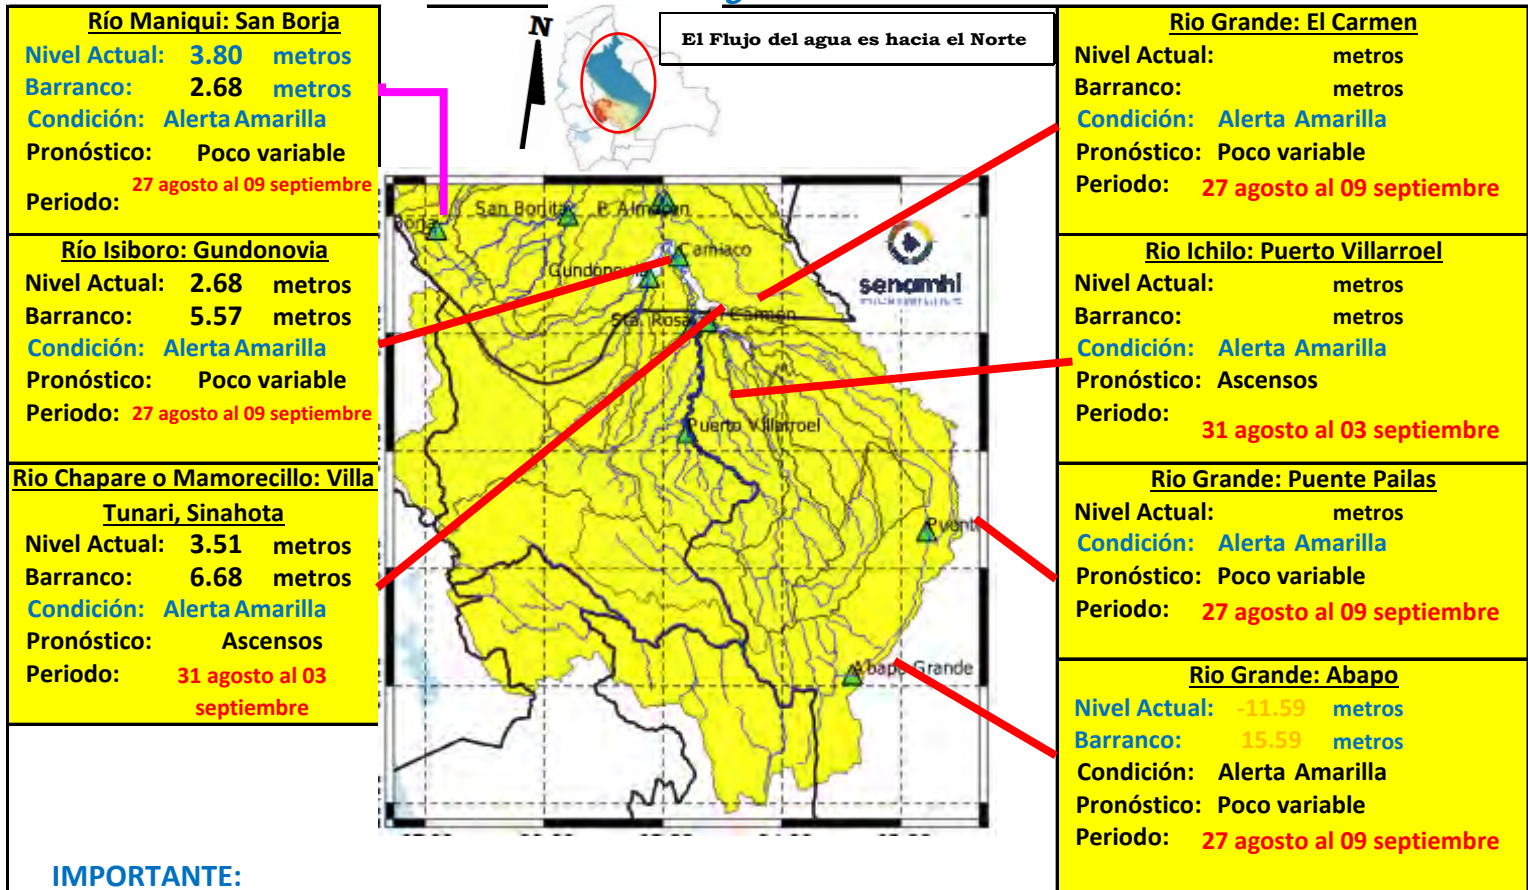 Río Maniqui: San Borja
Nivel Actual: 3.80 metros
Barranco: 2.68 metros
Condición: Alerta Amarilla
Pronóstico: Poco variable
27 agosto al 09 septiembre
Periodo:
Río Isiboro: Gundonovia
Nivel Actual: 2.68 metros
Barranco: 5.57 metros
Condición: Alerta Amarilla
Pronóstico: Poco variable
Periodo: 27 agosto al 09 septiembre
Rio Chapare o Mamorecillo: Villa
Tunari, Sinahota
Nivel Actual: 3.51 metros
Barranco: 6.68 metros
Condición: Alerta Amarilla
Pronóstico: Ascensos
Periodo: 31 agosto al 03
septiembre
IMPORTANTE:
N
El Flujo del agua es hacia el Norte
San Bonita
P. Almacen
Borja
Camiaco
Gundonovia
senamhi
Sta. Rosa
Carmen
Puerto Villarroel
Puent
Abapo Grande
Rio Grande: El Carmen
Nivel Actual: metros
Barranco: metros
Condición: Alerta Amarilla
Pronóstico: Poco variable
Periodo: 27 agosto al 09 septiembre
Rio Ichilo: Puerto Villarroel
Nivel Actual: metros
Barranco: metros
Condición: Alerta Amarilla
Pronóstico: Ascensos
Periodo:
31 agosto al 03 septiembre
Rio Grande: Puente Pailas
Nivel Actual: metros
Condición: Alerta Amarilla
Pronóstico: Poco variable
Periodo: 27 agosto al 09 septiembre
Rio Grande: Abapo
Nivel Actual: -11.59 metros
Barranco: 15.59 metros
Condición: Alerta Amarilla
Pronóstico: Poco variable
Periodo: 27 agosto al 09 septiembre